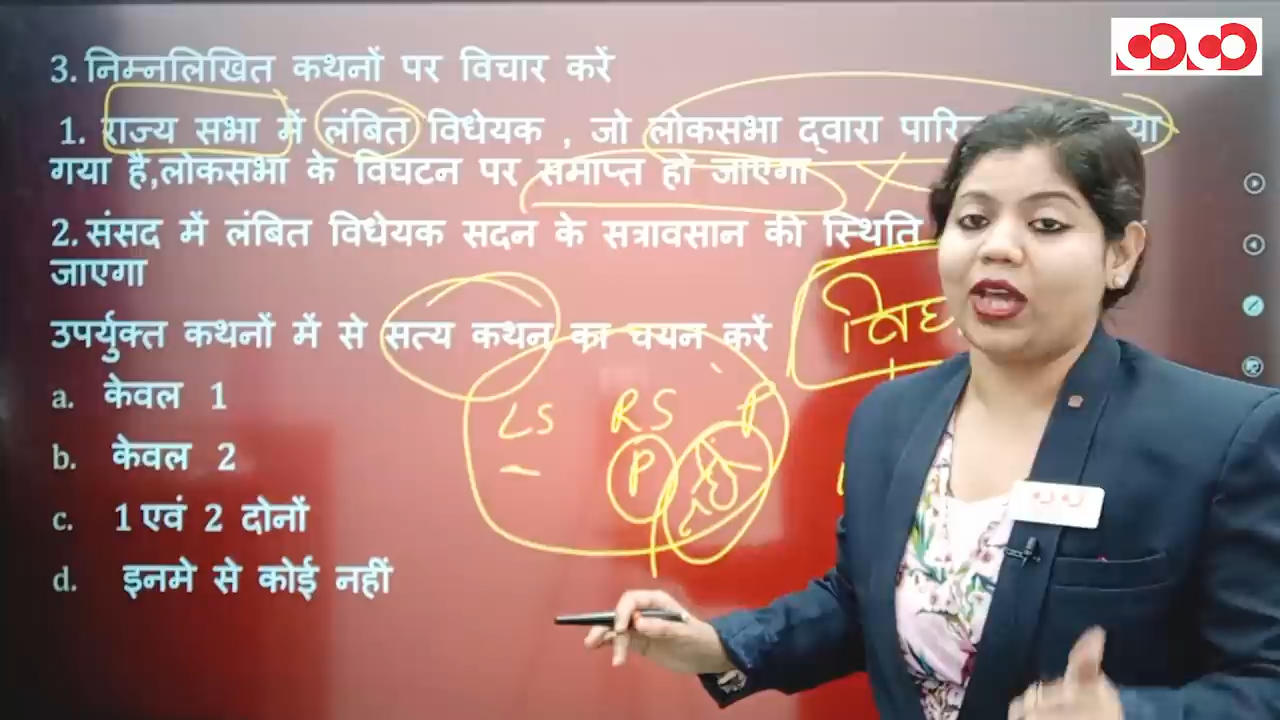 3. निम्नलिखित कथनों पर विचार करें
1. राज्य सभा में लंबित विधेयक , जो लोकसभा द्वारा
गया है,लोकसभा के विघटन पर समाप्त हो जाएगा
2. संसद में लंबित विधेयक सदन के सत्रावसान की स्थिति
जाएगा
उपर्युक्त कथनों में से सत्य कथन का चयन करें
a. केवल 1
LS RS P
b. केवल 2
P
c. 1 एवं 2 दोनों
d. इनमे से कोई नहीं